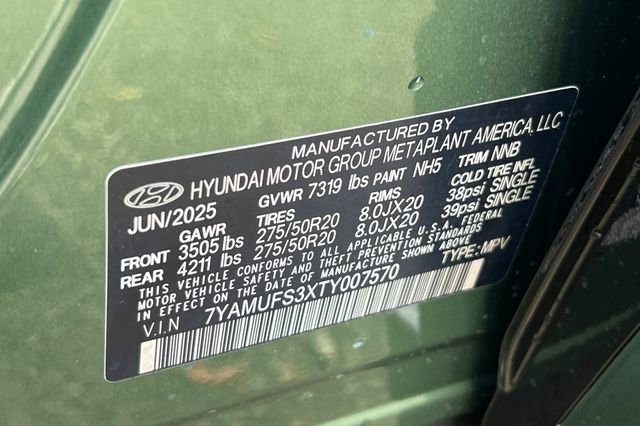 MANUFACTURED BY
HYUNDAI MOTOR GROUP METAPLANT AMERICA, LLC
JUN/2025 GVWR 7319 lbs PAINT NH5 TRIM NNB
GAWR TIRES RIMS COLD TIRE INFL
FRONT 3505 lbs 275/50R20 8.0JX20 38psi SINGLE
REAR 4211 lbs 275/50R20 8.0JX20 39psi SINGLE
THIS VEHICLE CONFORMS TO ALL APPLICABLE U.S.A. FEDERAL
MOTOR VEHICLE SAFETY AND THEFT PREVENTION STANDARDS
IN EFFECT ON THE DATE OF MANUFACTURE SHOWN ABOVE
V.I.N 7YAMUFS3XTY007570 TYPE:MPV